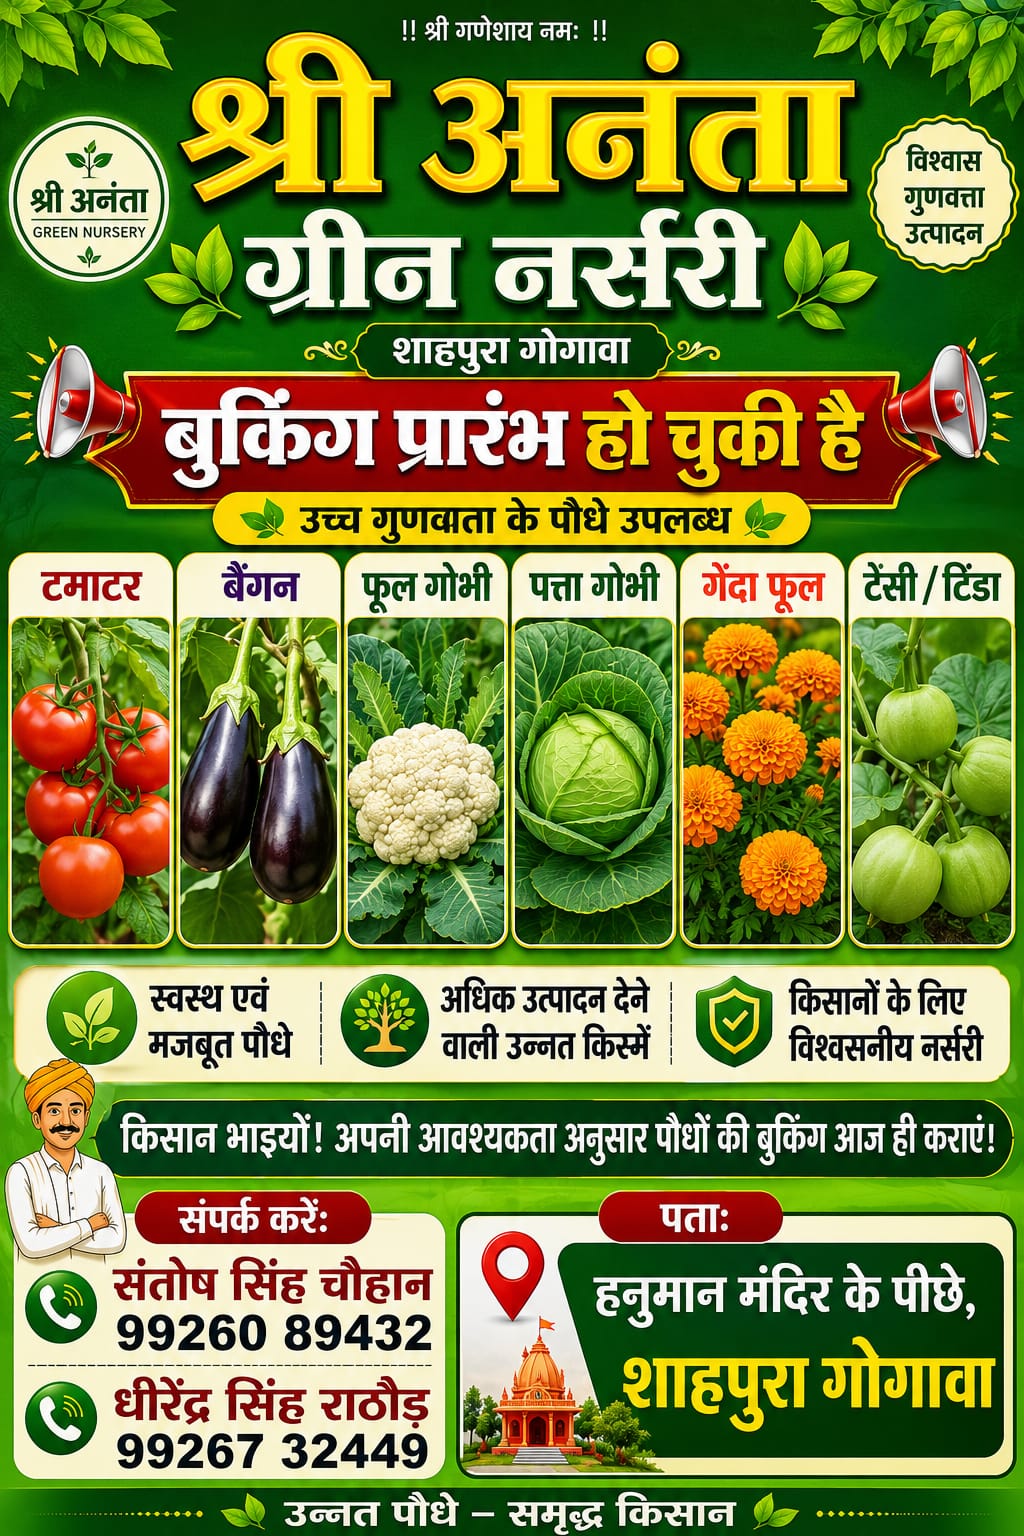 !! श्री गणेशाय नमः !!
श्री अनंता
ग्रीन नर्सरी
श्री अनंता
GREEN NURSERY
विश्वास
गुणवत्ता
उत्पादन
शाहपुरा गोगावा
बुकिंग प्रारंभ हो चुकी है
के पौधे उपलब्ध
टमाटर
बैंगन
फूल गोभी
पत्ता गोभी
गेंदा फूल
टेंसी / टिंडा
स्वस्थ एवं
मजबूत पौधे
अधिक उत्पादन देने
वाली उन्नत किस्में
किसानों के लिए
विश्वसनीय नर्सरी
किसान भाइयों! अपनी आवश्यकता अनुसार पौधों की बुकिंग आज ही कराएं!
संपर्क करें:
संतोष सिंह चौहान
99260 89432
धीरेंद्र सिंह राठौड़
99267 32449
पता:
हनुमान मंदिर के पीछे,
शाहपुरा गोगावा
उन्नत पौधे – समृद्ध किसान